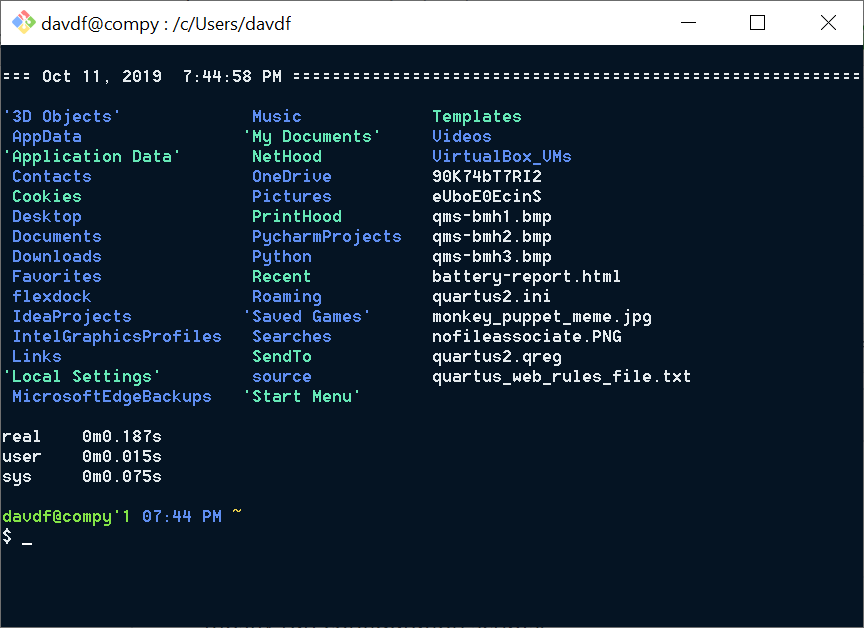 davdf@compy : /c/Users/davdf
--- Oct 11, 2019  7:44:58 PM =========================================================
'3D Objects'              Music              Templates
 AppData                 'My Documents'      Videos
'Application Data'        NetHood            VirtualBox_VMs
 Contacts                 OneDrive           90K74bT7RI2
 Cookies                  Pictures           eUboE0EcinS
 Desktop                  PrintHood          qms-bmh1.bmp
 Documents                PycharmProjects    qms-bmh2.bmp
 Downloads                Python             qms-bmh3.bmp
 Favorites                Recent             battery-report.html
 flexdock                 Roaming            quartus2.ini
 IdeaProjects            'Saved Games'       monkey_puppet_meme.jpg
 IntelGraphicsProfiles    Searches           nofileassociate.PNG
 Links                    SendTo             quartus2.qreg
'Local Settings'          source             quartus_web_rules_file.txt
 MicrosoftEdgeBackups    'Start Menu'
real    0m0.187s
user    0m0.015s
sys     0m0.075s
davdf@compy'1 07:44 PM ~
$ _